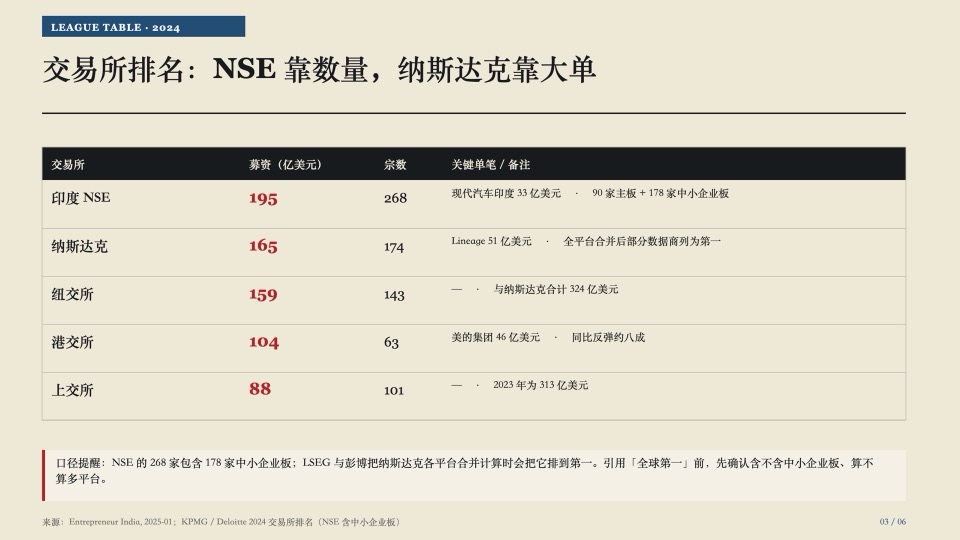 LEAGUE TABLE · 2024
交易所排名：NSE 靠数量，纳斯达克靠大单
交易所 募资（亿美元） 宗数 关键单笔 / 备注
印度 NSE 195 268 现代汽车印度 33 亿美元 · 90 家主板 + 178 家中小企业板
纳斯达克 165 174 Lineage 51 亿美元 · 全平台合并后部分数据商列为第一
纽交所 159 143 — · 与纳斯达克合计 324 亿美元
港交所 104 63 美的集团 46 亿美元 · 同比反弹约八成
上交所 88 101 — · 2023 年为 313 亿美元
口径提醒：NSE 的 268 家包含 178 家中小企业板；LSEG 与彭博把纳斯达克各平台合并计算时会把它排到第一。引用「全球第一」前，先确认含不含中小企业板、算不
算多平台。
来源：Entrepreneur India, 2025-01；KPMG / Deloitte 2024 交易所排名（NSE 含中小企业板）
03 / 06